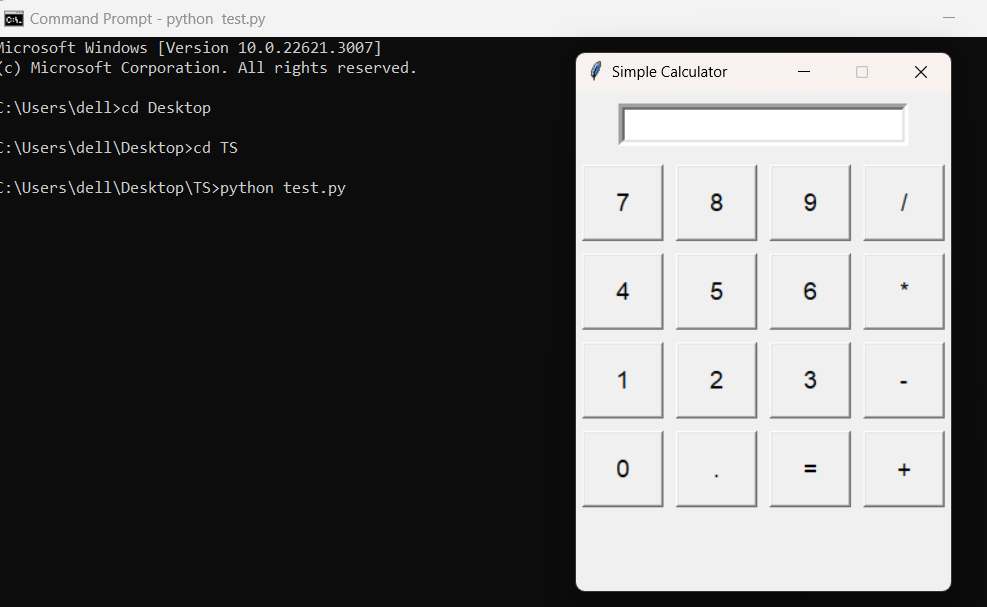 Command Prompt - python  test.py
Microsoft Windows [Version 10.0.22621.3007]
(c) Microsoft Corporation. All rights reserved.
C:\Users\dell>cd Desktop
C:\Users\dell\Desktop>cd TS
C:\Users\dell\Desktop\TS>python test.py
Simple Calculator
7 8 9 /
4 5 6 *
1 2 3 -
0 . = +